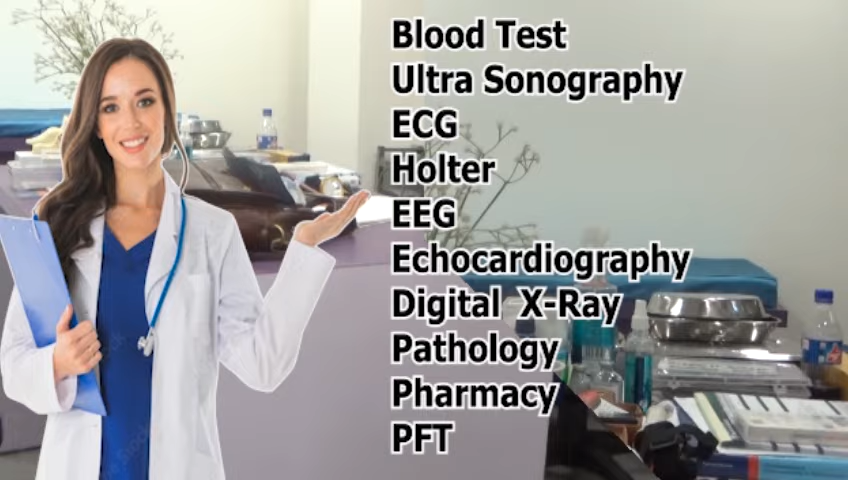 Blood Test
Ultra Sonography
ECG
Holter
EEG
Echocardiography
Digital X-Ray
Pathology
Pharmacy
PFT